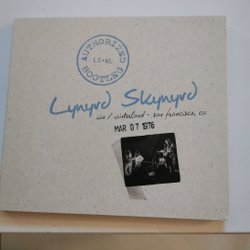 AUTHORIZED
LIVE
BOOTLEG
Lynyrd Skynyrd
Live / Winterland - San Francisco, CA
MAR 07 1976